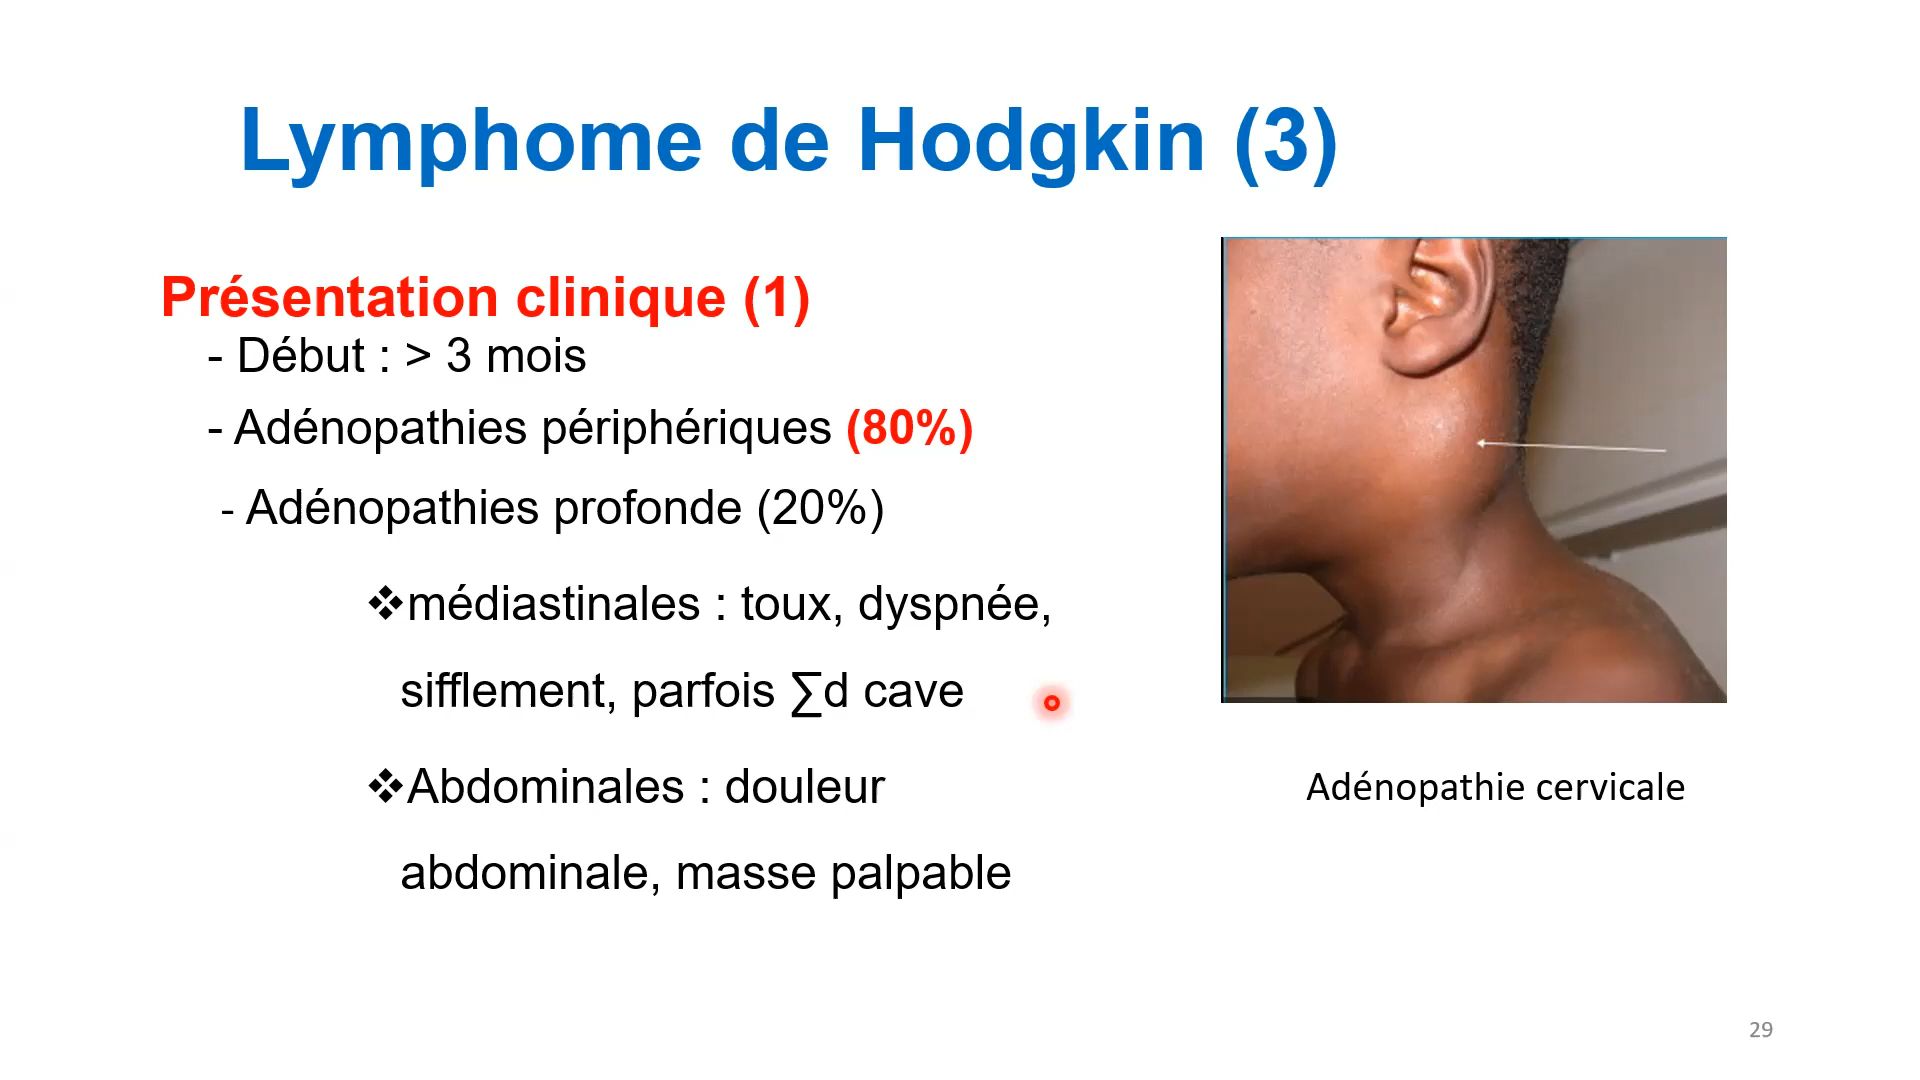 Lymphome de Hodgkin (3)
Présentation clinique (1)
- Début : > 3 mois
- Adénopathies périphériques (80%)
- Adénopathies profonde (20%)
❖médiastinales : toux, dyspnée,
sifflement, parfois ∑d cave
❖Abdominales : douleur
abdominale, masse palpable
Adénopathie cervicale
29